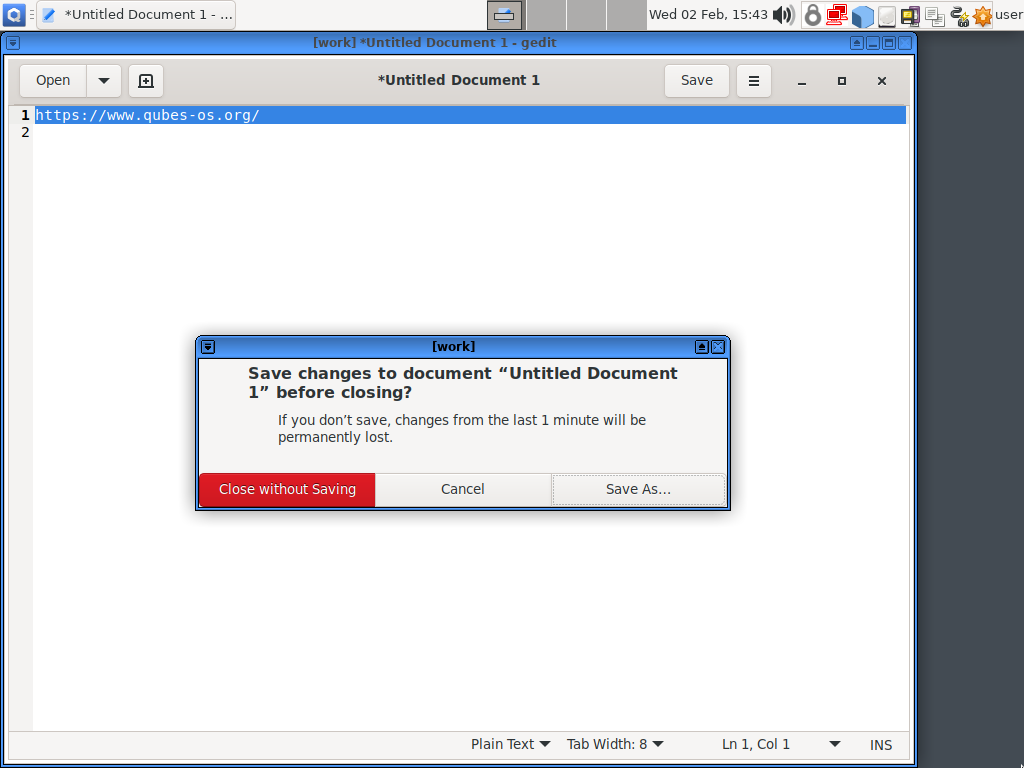 *Untitled Document 1 - ...
Wed 02 Feb, 15:43
user
[work] *Untitled Document 1 - gedit
Open
*Untitled Document 1
Save
1 https://www.qubes-os.org/
2
[work]
Save changes to document “Untitled Document
1” before closing?
If you don’t save, changes from the last 1 minute will be
permanently lost.
Close without Saving
Cancel
Save As…
Plain Text
Tab Width: 8
Ln 1, Col 1
INS